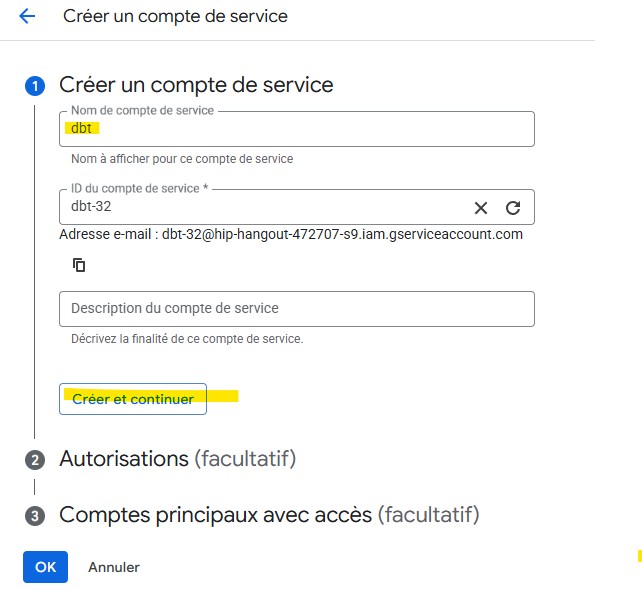 Créer un compte de service
1 Créer un compte de service
Nom de compte de service
dbt
Nom à afficher pour ce compte de service
ID du compte de service *
dbt-32
Adresse e-mail : dbt-32@hip-hangout-472707-s9.iam.gserviceaccount.com
Description du compte de service
Décrivez la finalité de ce compte de service.
Créer et continuer
2 Autorisations (facultatif)
3 Comptes principaux avec accès (facultatif)
OK Annuler